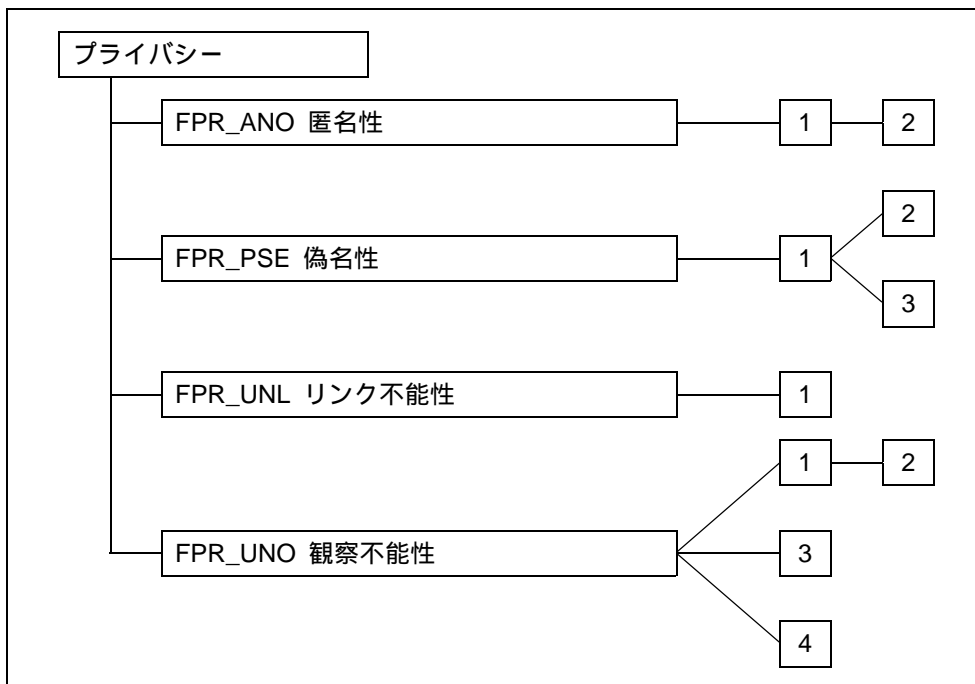 プライバシー
FPR_ANO 匿名性 1 2
2
FPR_PSE 偽名性 1
3
FPR_UNL リンク不能性 1
1 2
FPR_UNO 観察不能性 3
4